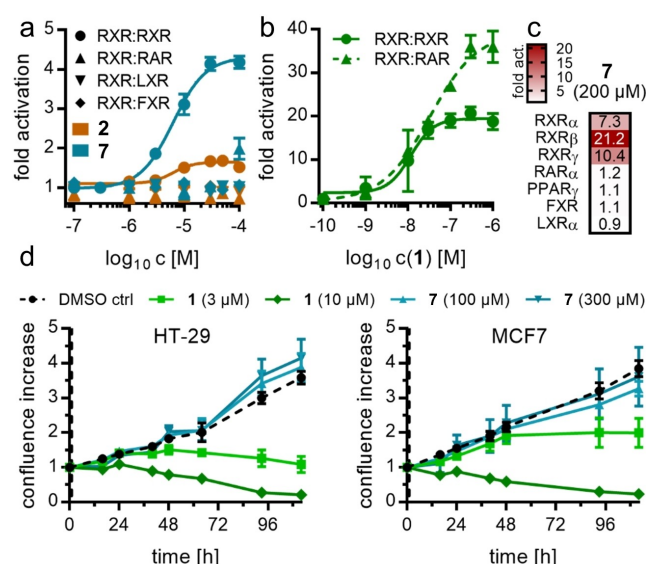 a
RXR:RXR
RXR:RAR
RXR:LXR
RXR:FXR
2
7
fold activation
5
4
3
2
1
-7 -6 -5 -4
log10 c [M]
b
RXR:RXR
RXR:RAR
fold activation
40
30
20
10
0
-10 -9 -8 -7 -6
log10 c(1) [M]
c
fold act.
20
15
10
5
7
(200 µM)
RXRα 7.3
RXRβ 21.2
RXRγ 10.4
RARα 1.2
PPARγ 1.1
FXR 1.1
LXRα 0.9
d
DMSO ctrl 1 (3 µM) 1 (10 µM) 7 (100 µM) 7 (300 µM)
HT-29
confluence increase
5
4
3
2
1
0
0 24 48 72 96
time [h]
MCF7
confluence increase
5
4
3
2
1
0
0 24 48 72 96
time [h]